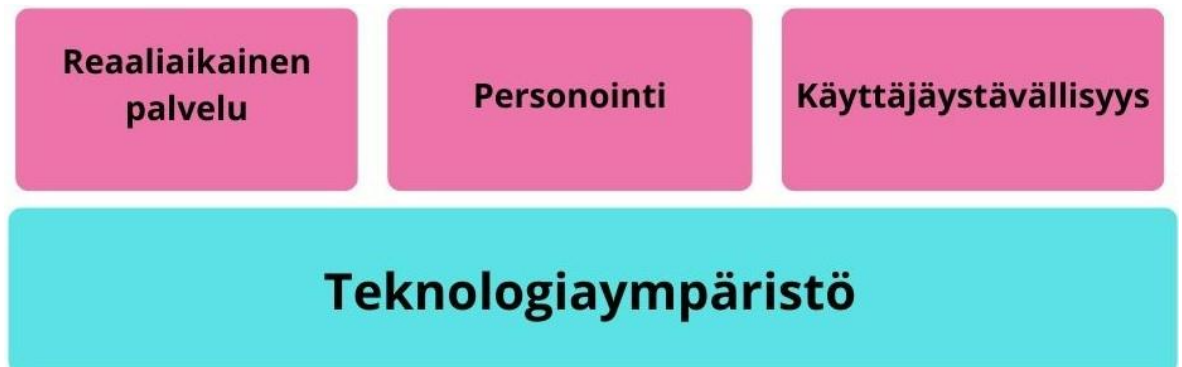 Reaaliaikainen
palvelu
Personointi
Käyttäjäystävällisyys
Teknologiaympäristö